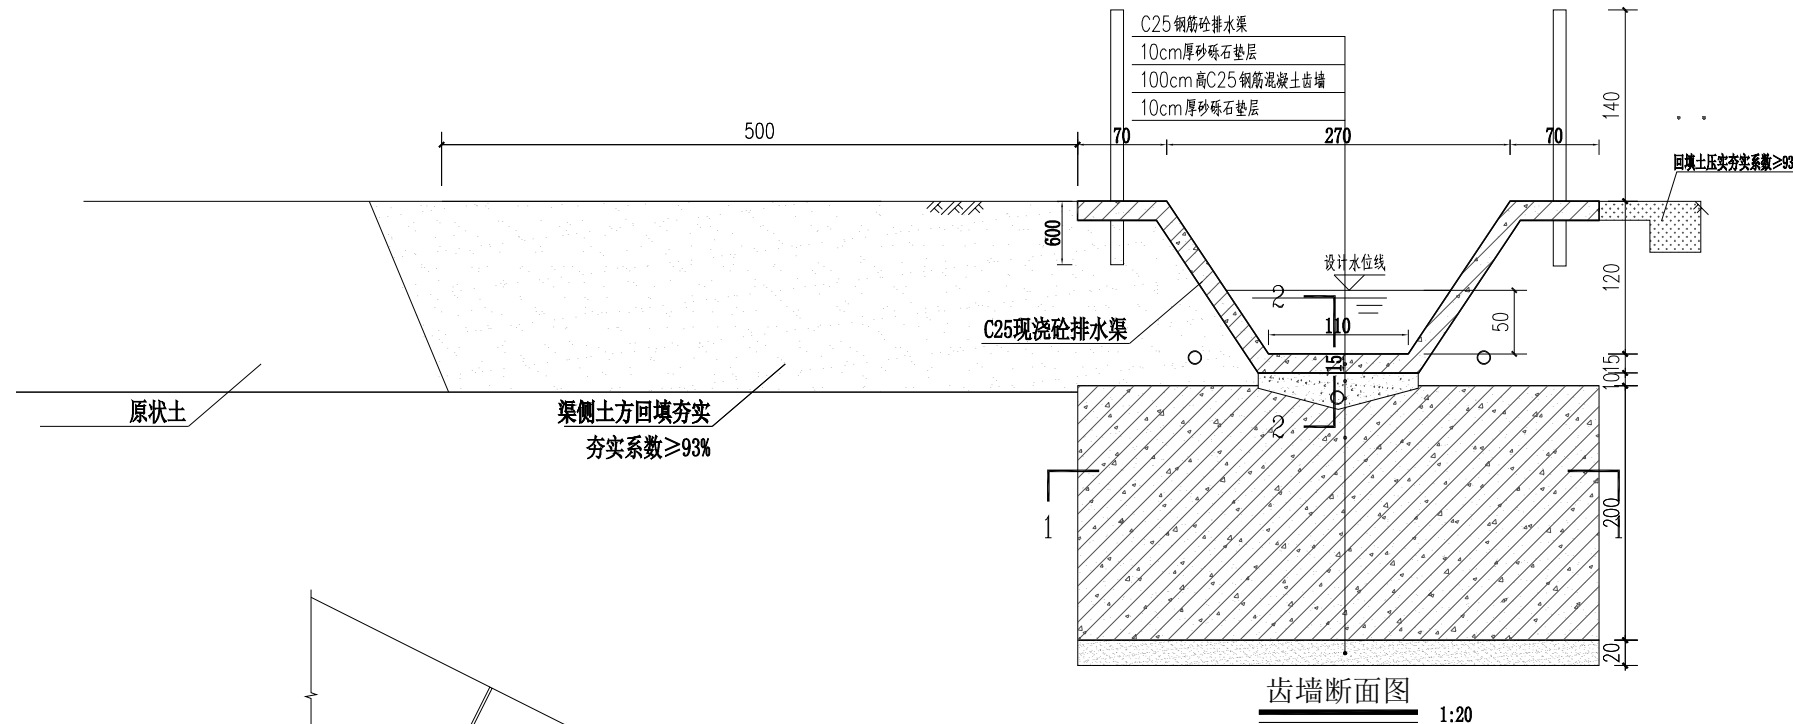 C25钢筋砼排水渠
10cm厚砂砾石垫层
100cm高C25钢筋混凝土齿墙
10cm厚砂砾石垫层
500
70
270
70
140
回填土压实夯实系数≥93
600
设计水位线
120
2
50
110
C25现浇砼排水渠
15
15
10
原状土
渠侧土方回填夯实
夯实系数≥93%
2
1
200
1
20
齿墙断面图
1:20